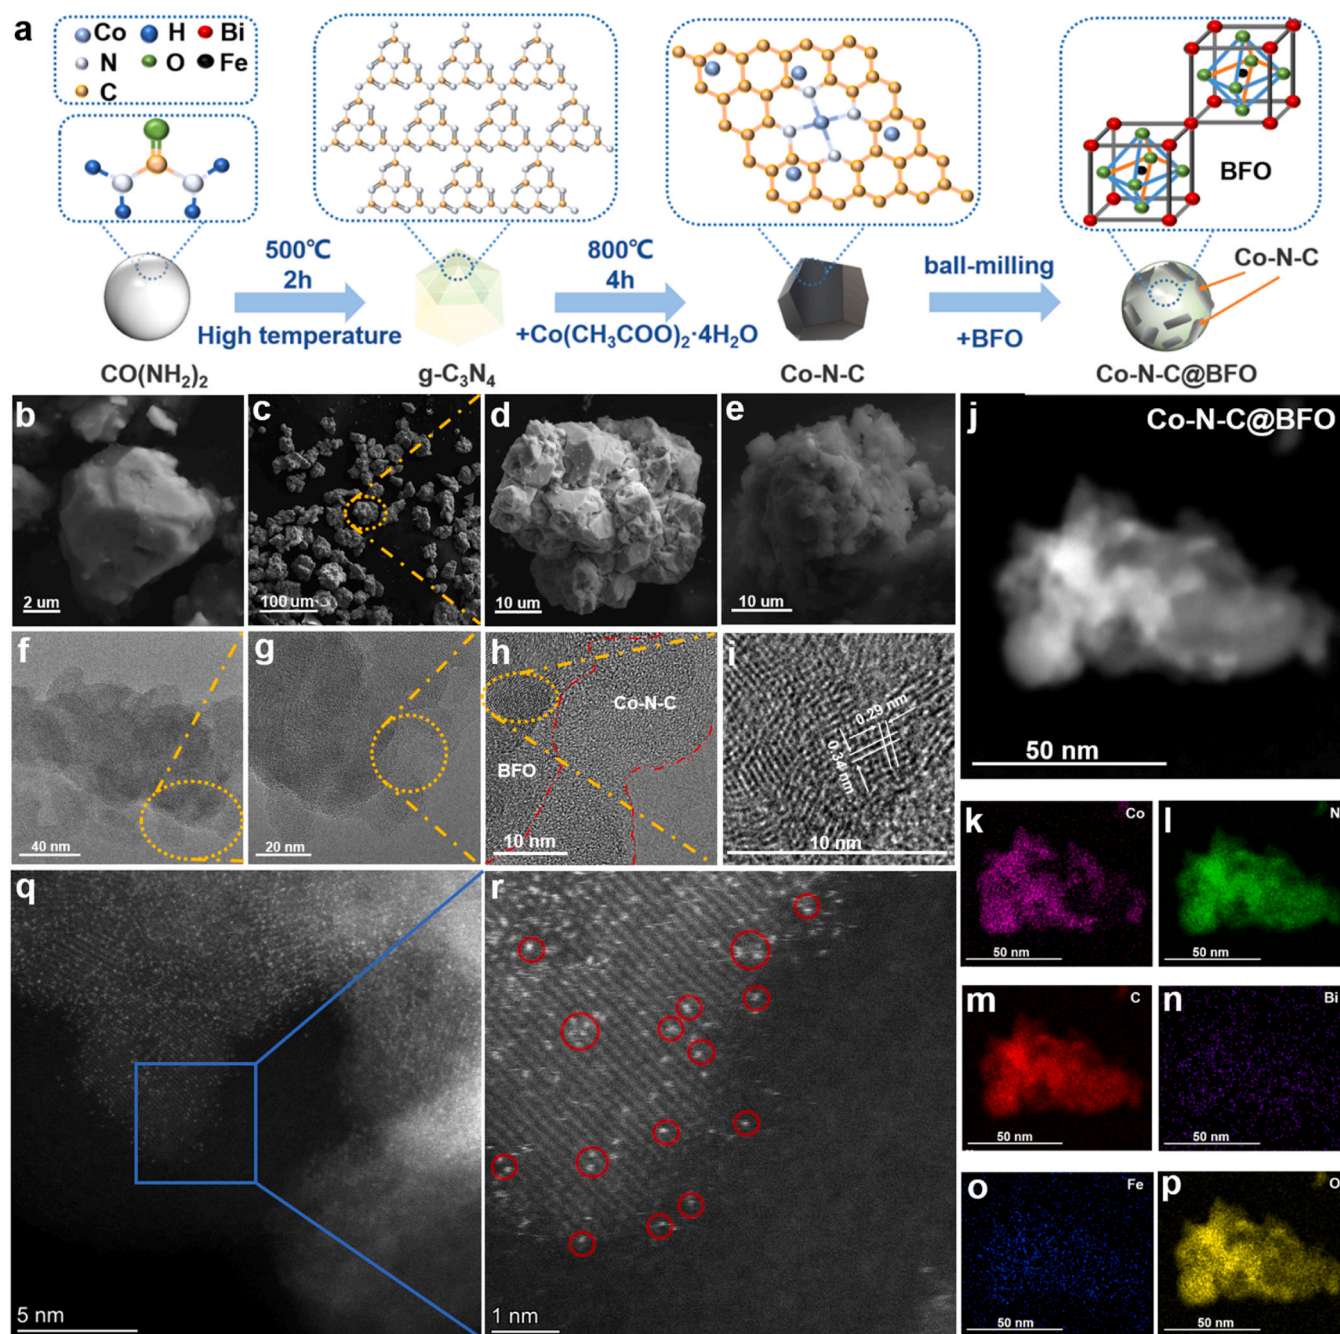 a
Co H Bi
N O Fe
C
BFO
500℃
2h
High temperature
800℃
4h
+Co(CH₃COO)₂·4H₂O
ball-milling
+BFO
Co-N-C
CO(NH₂)₂
g-C₃N₄
Co-N-C
Co-N-C@BFO
b
2 um
c
100 um
d
10 um
e
10 um
f
40 nm
g
20 nm
h
Co-N-C
BFO
10 nm
i
0.29 nm
0.34 nm
10 nm
j
Co-N-C@BFO
50 nm
k
Co
50 nm
l
N
50 nm
m
C
50 nm
n
Bi
50 nm
o
Fe
50 nm
p
O
50 nm
q
5 nm
r
1 nm